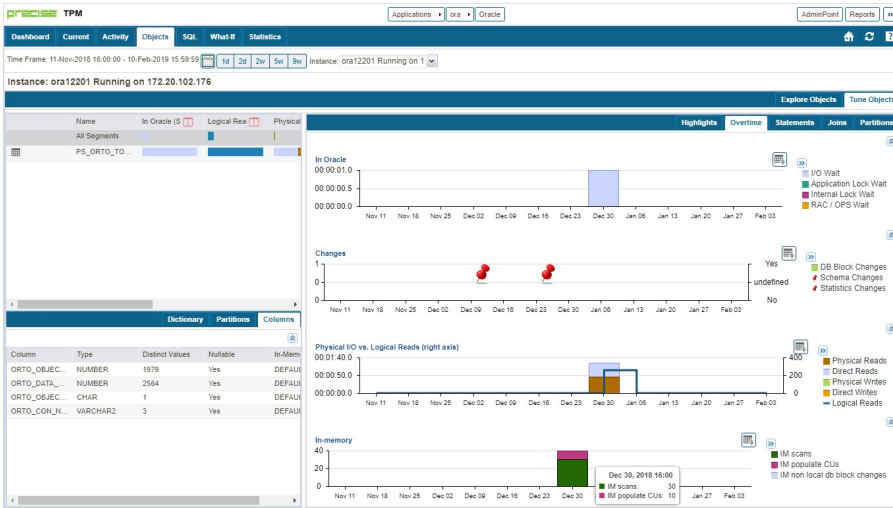 precise TPM
Applications ora Oracle
AdminPoint Reports »
Dashboard Current Activity Objects SQL What-If Statistics
Time Frame: 11-Nov-2018 16:00:00 - 10-Feb-2019 15:59:59 1d 2d 2w 5w 9w Instance: ora12201 Running on 1
Instance: ora12201 Running on 172.20.102.176
Explore Objects Tune Objects
Name In Oracle (S Logical Rea Physical
All Segments
PS_ORTO_TO...
Dictionary Partitions Columns
Column Type Distinct Values Nullable In-Mem
ORTO_OBJEC... NUMBER 1979 Yes DEFAUL
ORTO_DATA_... NUMBER 2564 Yes DEFAUL
ORTO_OBJEC... CHAR 1 Yes DEFAUL
ORTO_CON_N... VARCHAR2 3 Yes DEFAUL
Highlights Overtime Statements Joins Partitions
In Oracle
00:00:01.0
00:00:00.5
00:00:00.0
Nov 11 Nov 18 Nov 25 Dec 02 Dec 09 Dec 16 Dec 23 Dec 30 Jan 06 Jan 13 Jan 20 Jan 27 Feb 03
I/O Wait
Application Lock Wait
Internal Lock Wait
RAC / OPS Wait
Changes
1 Yes
0 undefined
0 No
Nov 11 Nov 18 Nov 25 Dec 02 Dec 09 Dec 16 Dec 23 Dec 30 Jan 06 Jan 13 Jan 20 Jan 27 Feb 03
DB Block Changes
Schema Changes
Statistics Changes
Physical I/O vs. Logical Reads (right axis)
00:01:40.0 400
00:00:50.0 200
00:00:00.0 0
Nov 11 Nov 18 Nov 25 Dec 02 Dec 09 Dec 16 Dec 23 Dec 30 Jan 06 Jan 13 Jan 20 Jan 27 Feb 03
Physical Reads
Direct Reads
Physical Writes
Direct Writes
Logical Reads
In-memory
40
20
0
Nov 11 Nov 18 Nov 25 Dec 02 Dec 09 Dec 16 Dec 23 Dec 30 Jan 27 Feb 03
Dec 30, 2018 16:00
IM scans: 30
IM populate CUs: 10
IM scans
IM populate CUs
IM non local db block changes